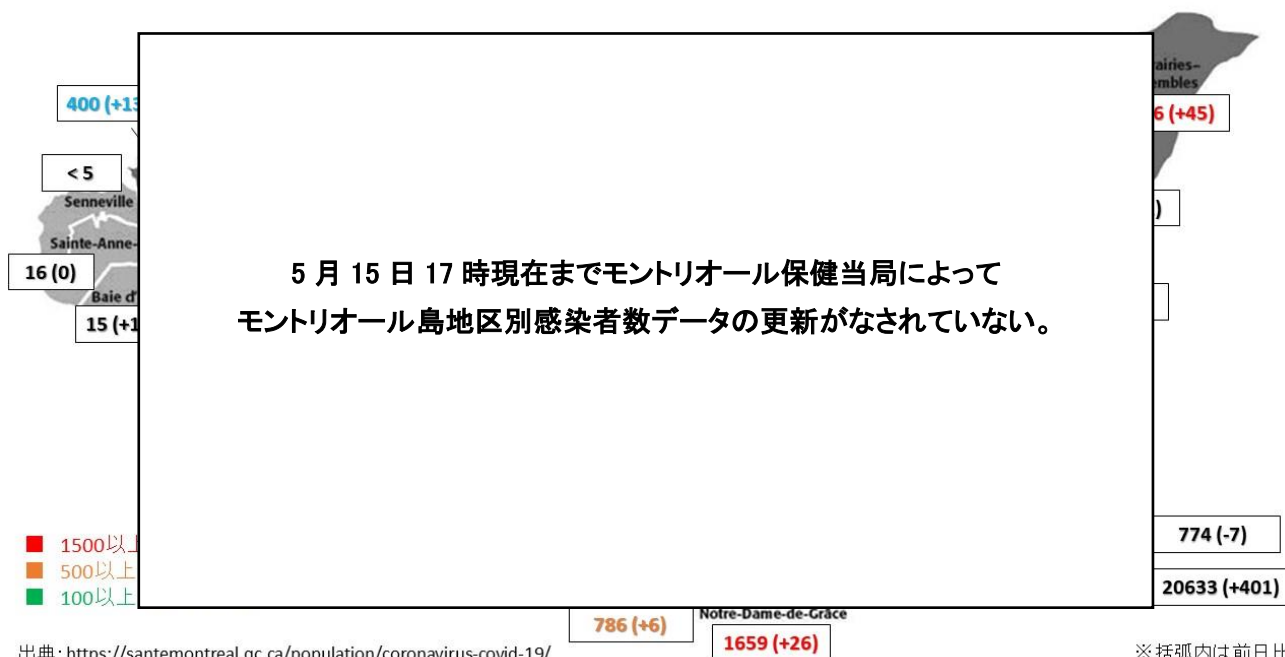 400 (+13
< 5
Senneville
Sainte-Anne-
16 (0)
Baie d'
15 (+1
airies-
embles
6 (+45)
)
5 月 15 日 17 時現在までモントリオール保健当局によって
モントリオール島地区別感染者数データの更新がなされていない。
1500以上
500以上
100以上
774 (-7)
20633 (+401)
786 (+6)
Notre-Dame-de-Grâce
1659 (+26)
出典: https://santemontreal.qc.ca/population/coronavirus-covid-19/
※括弧内は前日比